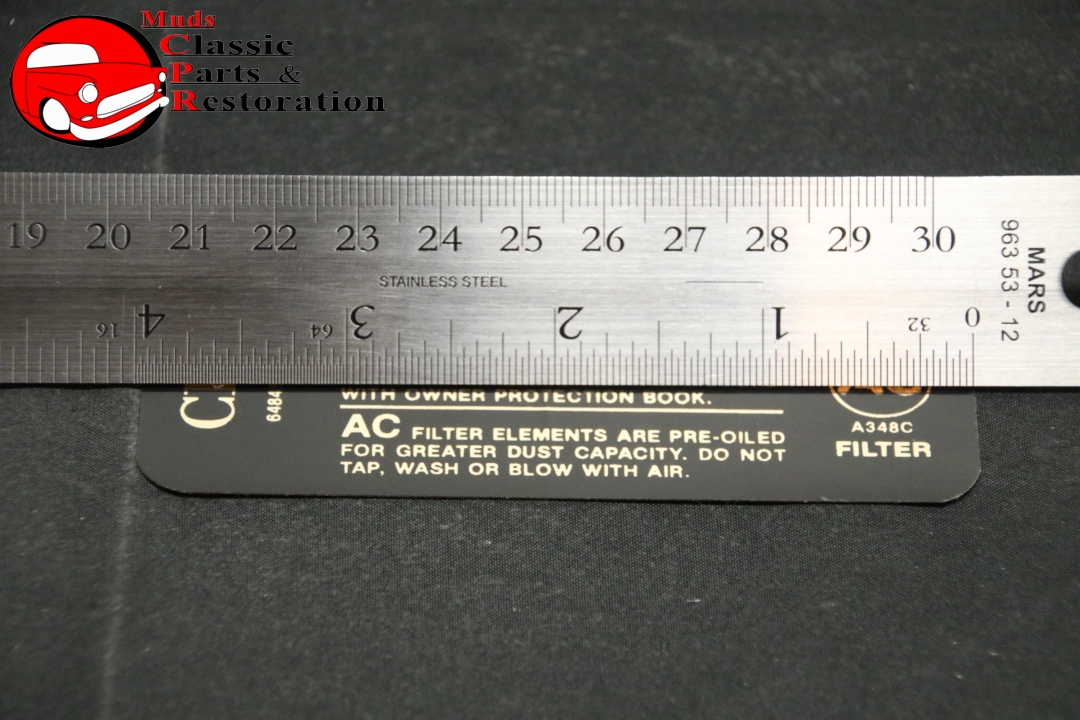 Muds
Classic
Parts &
Restoration
19 20 21 22 23 24 25 26 27 28 29 30
STAINLESS STEEL
MARS
963 53 - 12
16 4 64 3 2 1 32 0
6484
WITH OWNER PROTECTION BOOK.
AC FILTER ELEMENTS ARE PRE-OILED
FOR GREATER DUST CAPACITY. DO NOT
TAP, WASH OR BLOW WITH AIR.
AC
A348C
FILTER